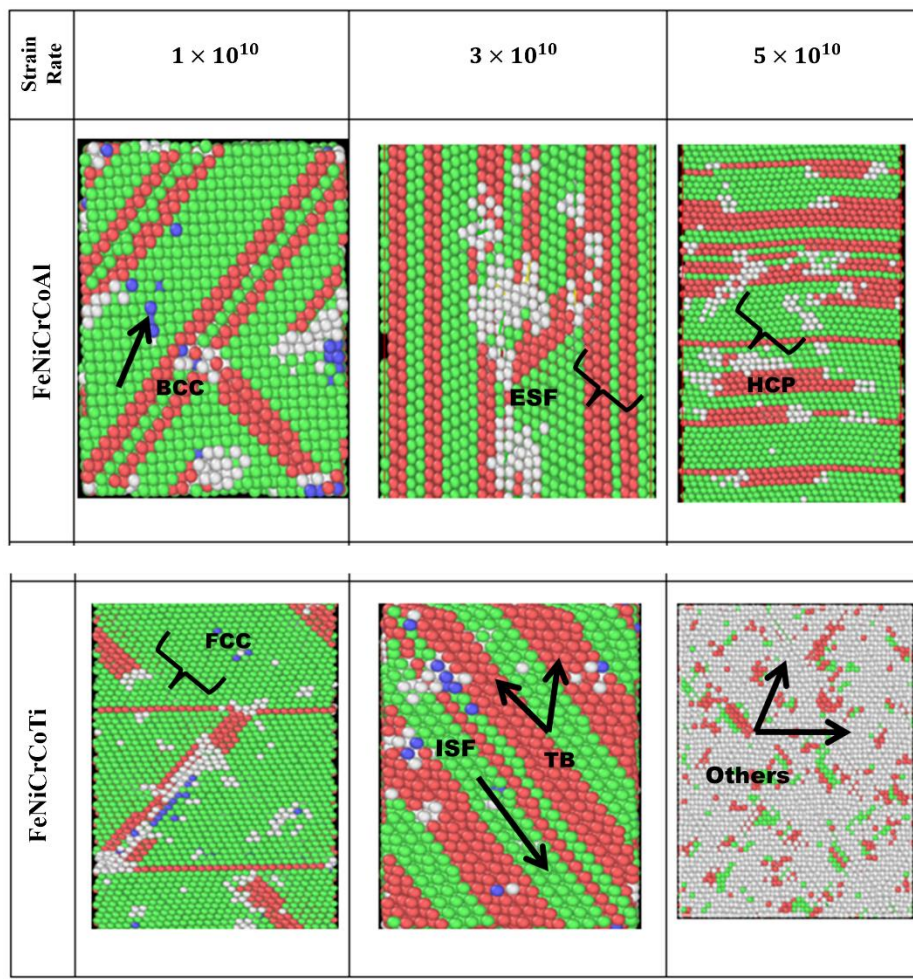 Strain
Rate
1 × 10¹⁰
3 × 10¹⁰
5 × 10¹⁰
FeNiCrCoAl
BCC
ESF
HCP
FeNiCrCoTi
FCC
ISF
TB
Others